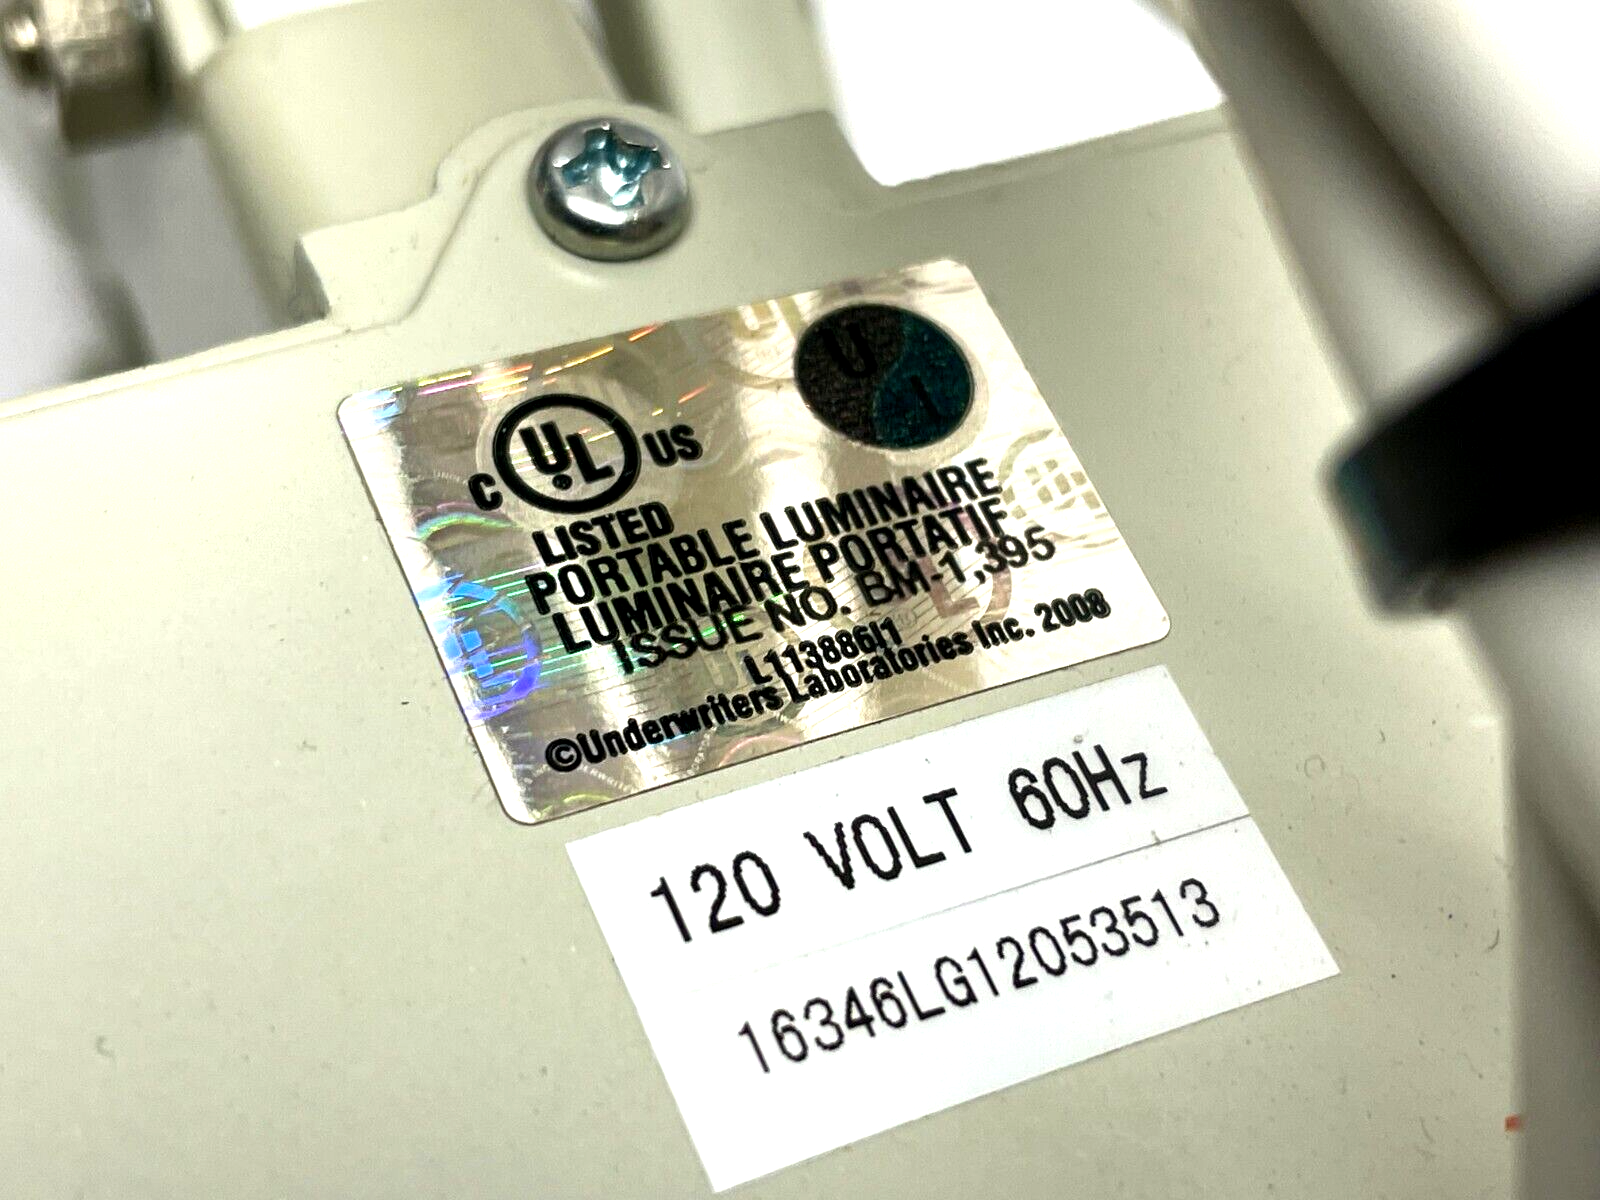 C UL US
LISTED
PORTABLE LUMINAIRE
LUMINAIRE PORTATIF
ISSUE NO. BM-1,395
L113886I1
©Underwriters Laboratories Inc. 2008
120 VOLT 60Hz
16346LG12053513